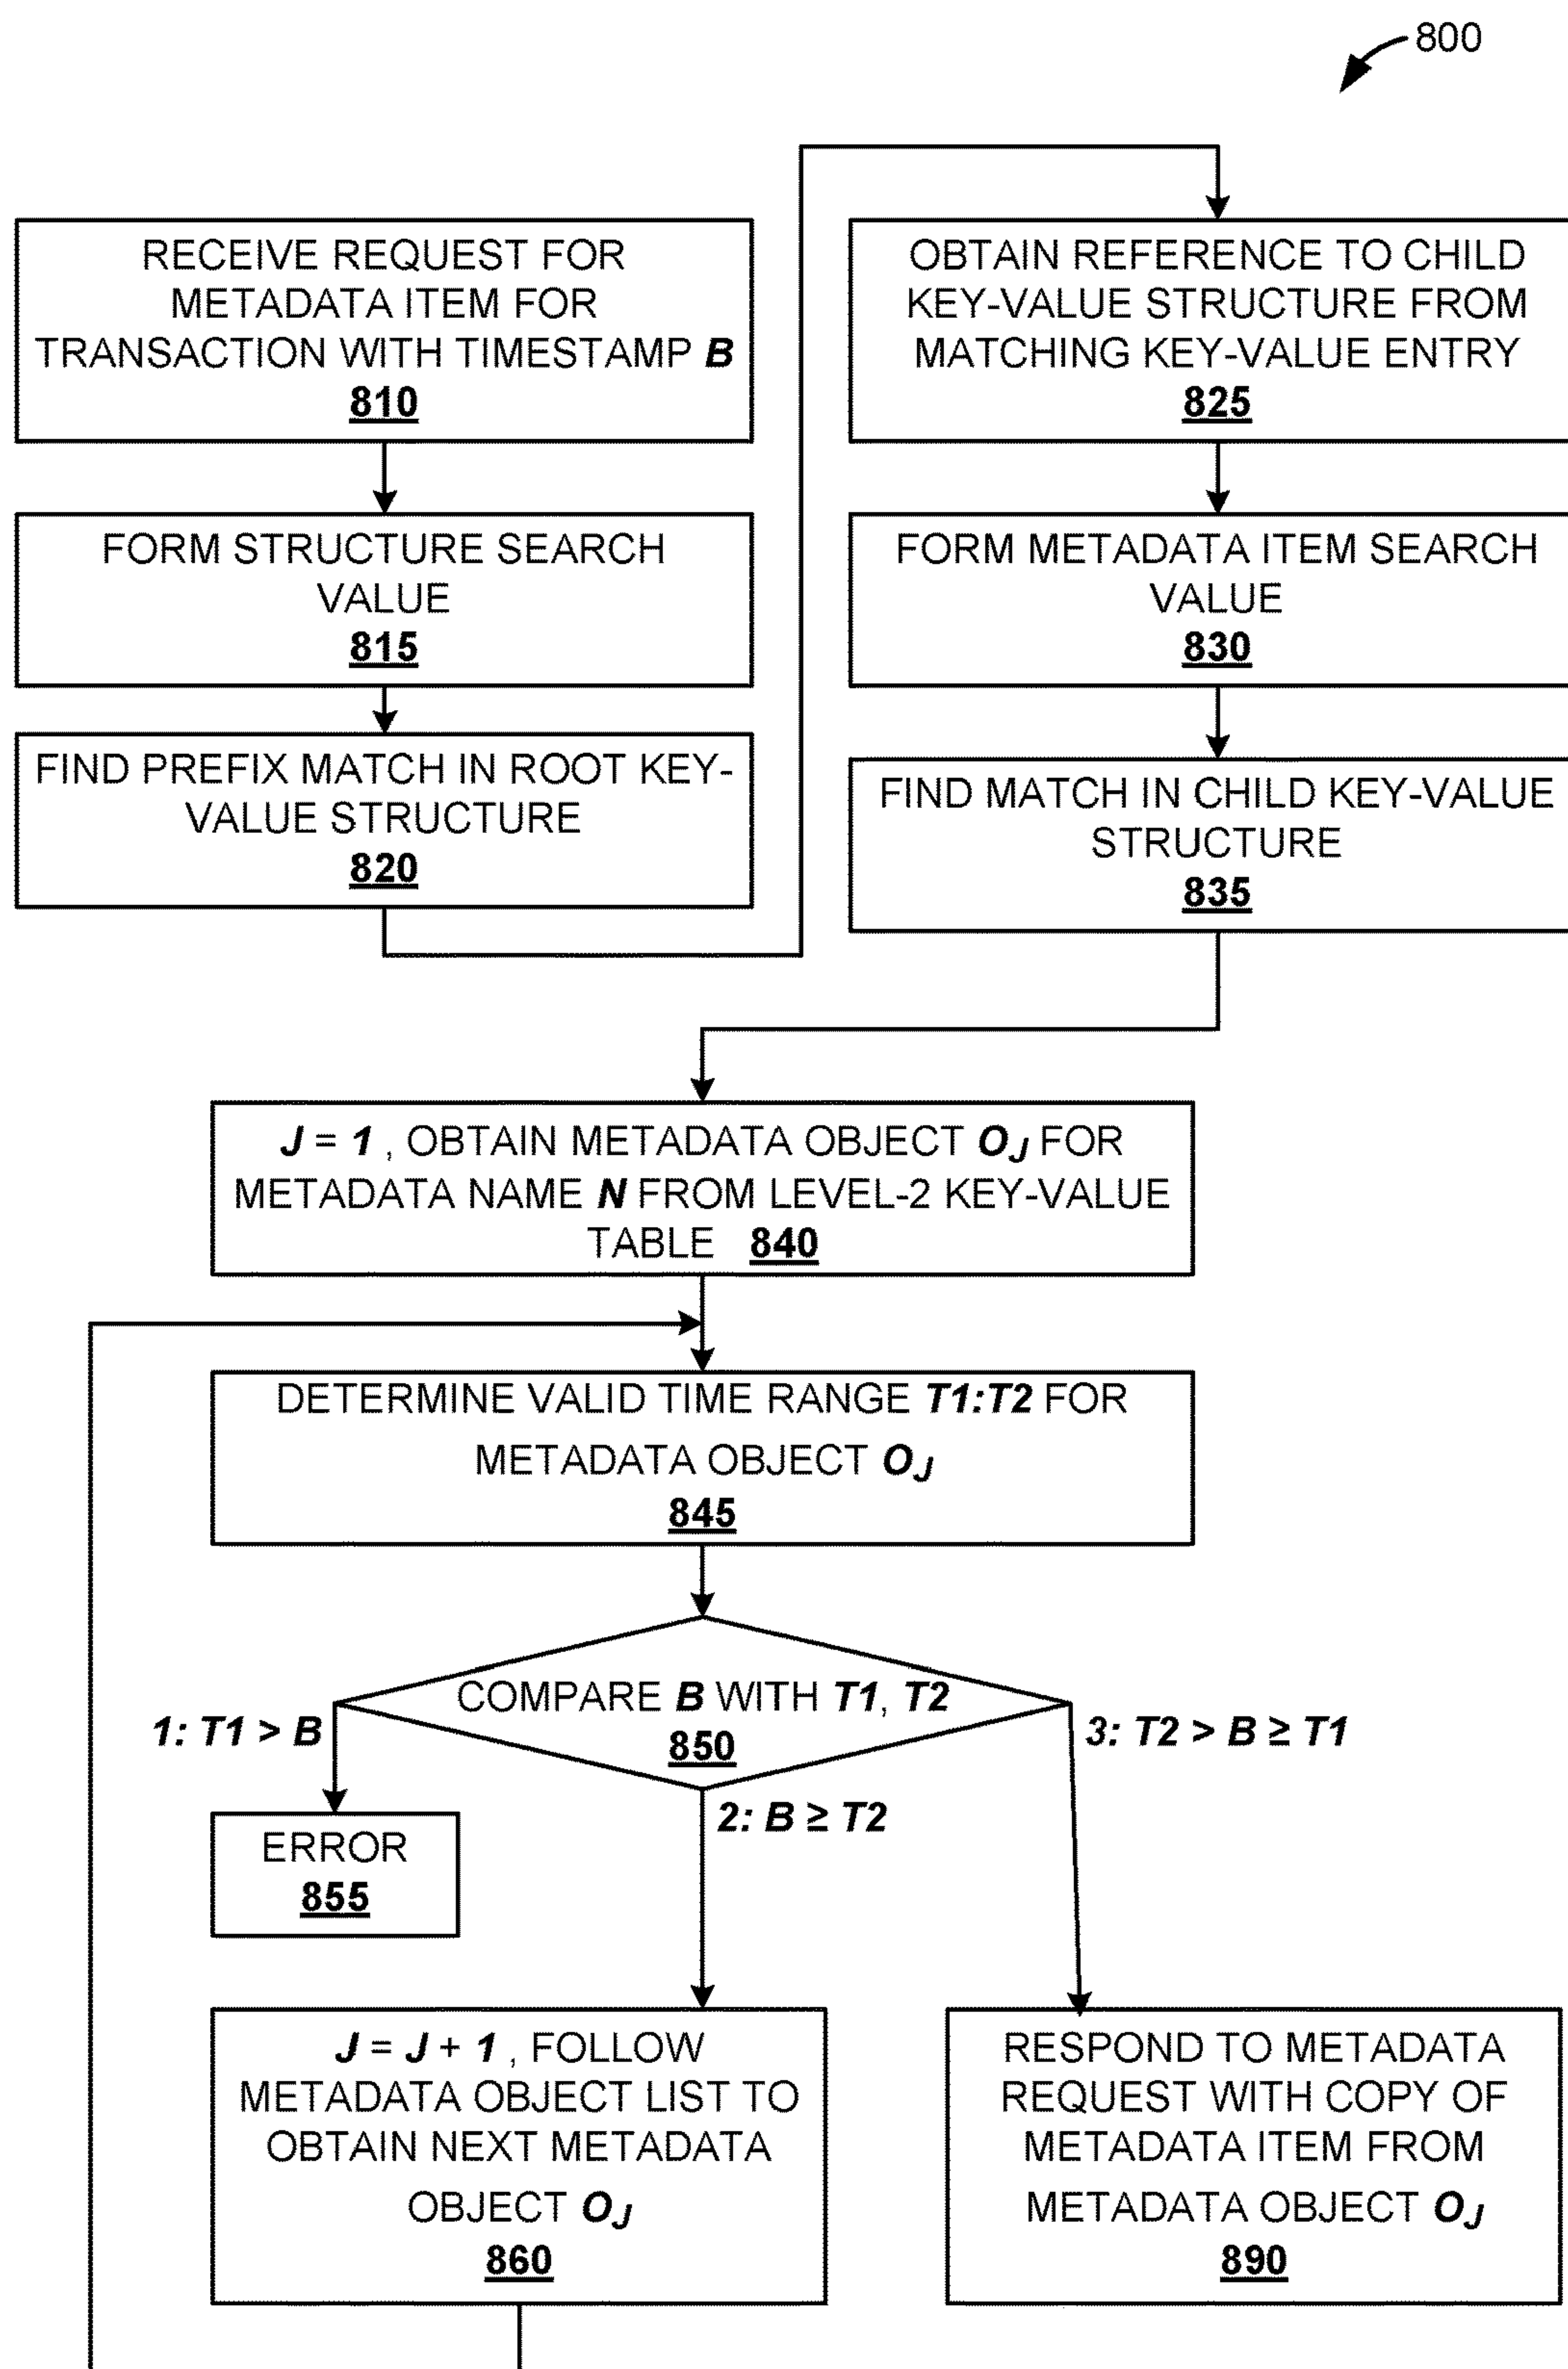 800
RECEIVE REQUEST FOR
METADATA ITEM FOR
TRANSACTION WITH TIMESTAMP B
810
FORM STRUCTURE SEARCH
VALUE
815
FIND PREFIX MATCH IN ROOT KEY-
VALUE STRUCTURE
820
OBTAIN REFERENCE TO CHILD
KEY-VALUE STRUCTURE FROM
MATCHING KEY-VALUE ENTRY
825
FORM METADATA ITEM SEARCH
VALUE
830
FIND MATCH IN CHILD KEY-VALUE
STRUCTURE
835
J = 1 , OBTAIN METADATA OBJECT OJ FOR
METADATA NAME N FROM LEVEL-2 KEY-VALUE
TABLE 840
DETERMINE VALID TIME RANGE T1:T2 FOR
METADATA OBJECT OJ
845
COMPARE B WITH T1, T2
850
1: T1 > B
3: T2 > B ≥ T1
2: B ≥ T2
ERROR
855
J = J + 1 , FOLLOW
METADATA OBJECT LIST TO
OBTAIN NEXT METADATA
OBJECT OJ
860
RESPOND TO METADATA
REQUEST WITH COPY OF
METADATA ITEM FROM
METADATA OBJECT OJ
890